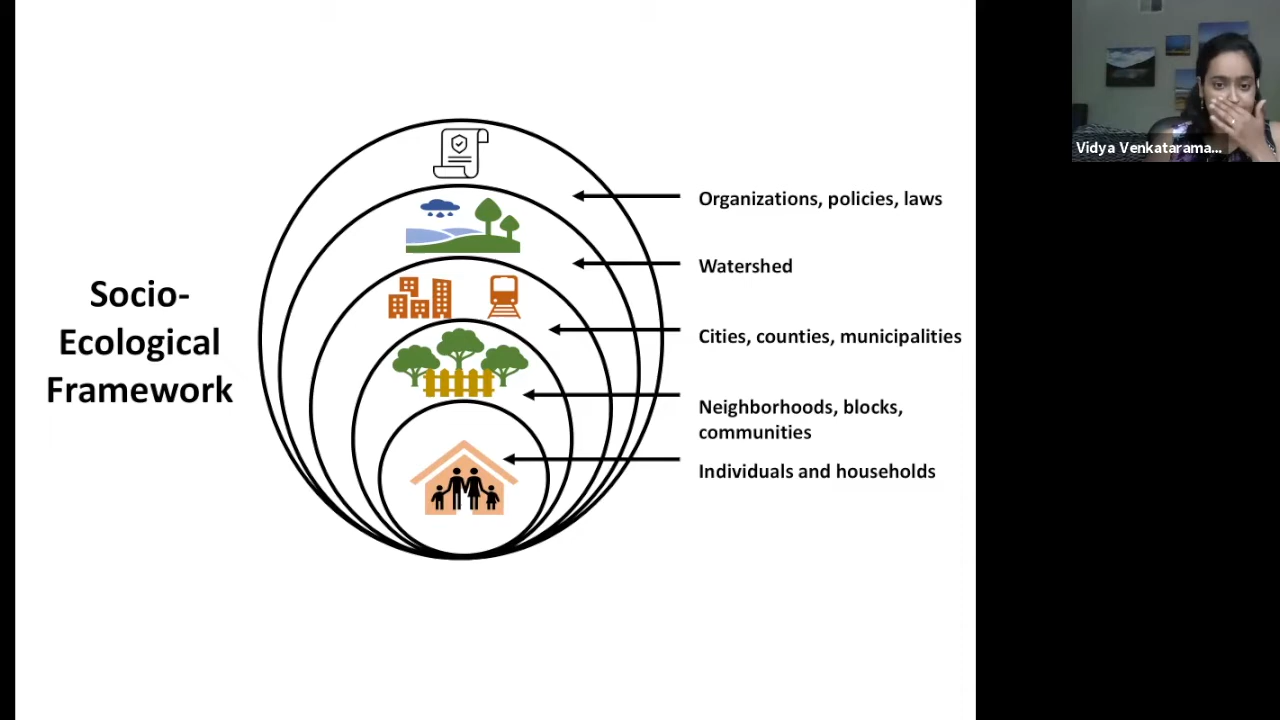 Socio-
Ecological
Framework
Organizations, policies, laws
Watershed
Cities, counties, municipalities
Neighborhoods, blocks,
communities
Individuals and households
Vidya Venkatarama...